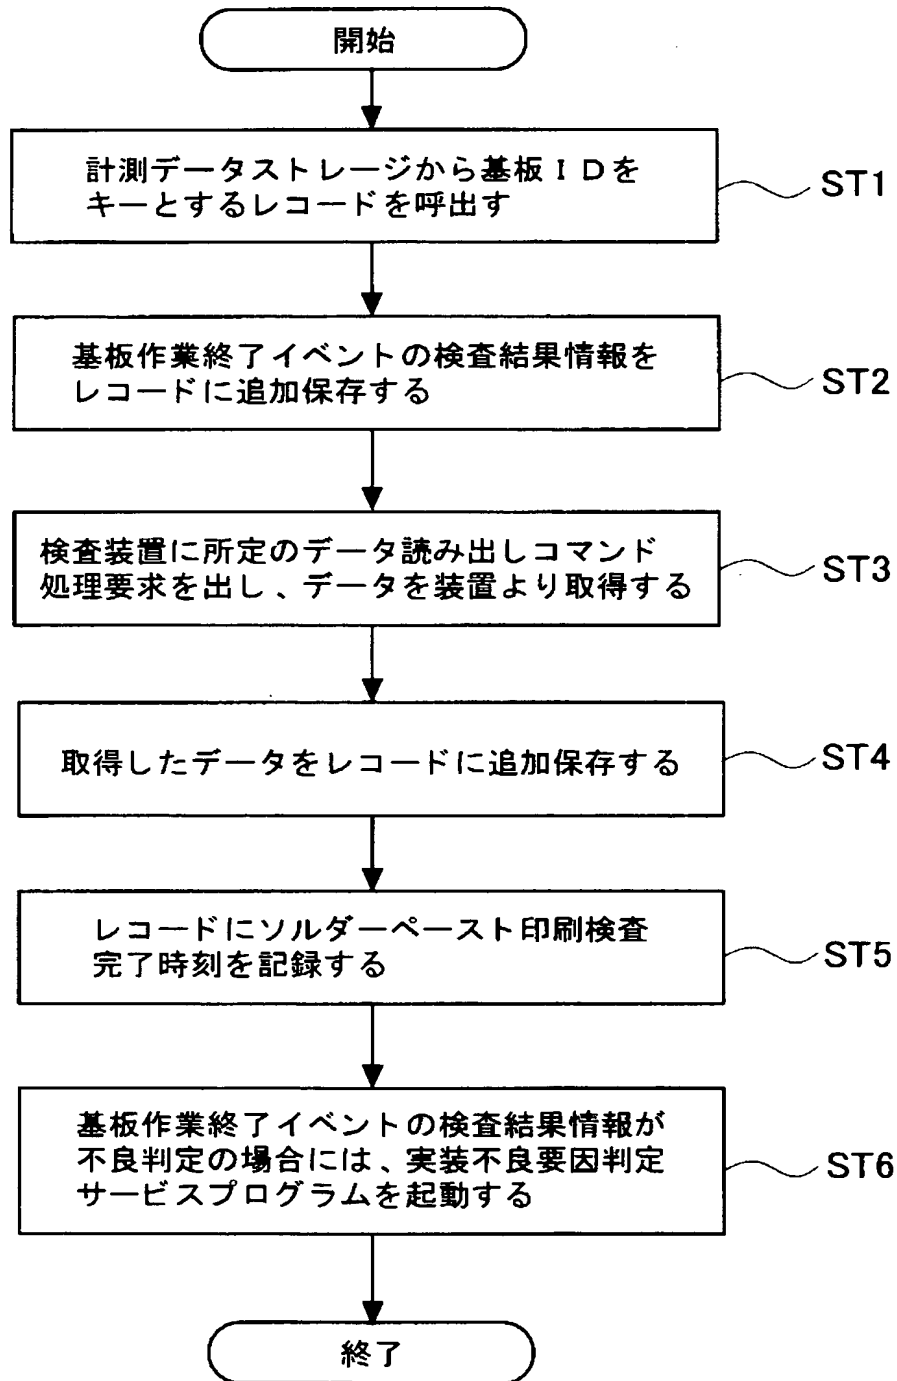 開始
計測データストレージから基板IDを
キーとするレコードを呼出す
ST1
基板作業終了イベントの検査結果情報を
レコードに追加保存する
ST2
検査装置に所定のデータ読み出しコマンド
処理要求を出し、データを装置より取得する
ST3
取得したデータをレコードに追加保存する
ST4
レコードにソルダーペースト印刷検査
完了時刻を記録する
ST5
基板作業終了イベントの検査結果情報が
不良判定の場合には、実装不良要因判定
サービスプログラムを起動する
ST6
終了